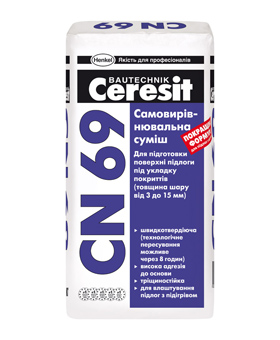 Henkel
Якість для професіоналів
BAUTECHNIK
Ceresit
CN 69
Самовирів-
нювальна
суміш
ПОКРАЩЕНА
ФОРМУЛА
Для підготовки
поверхні підлоги
під укладку
покриттів
(товщина шару
від 3 до 15 мм)
• швидкотвердіюча
(технологічне
пересування
можливе
через 8 годин)
• висока адгезія
до основи
• тріщиностійка
• для влаштування
підлог з підігрівом